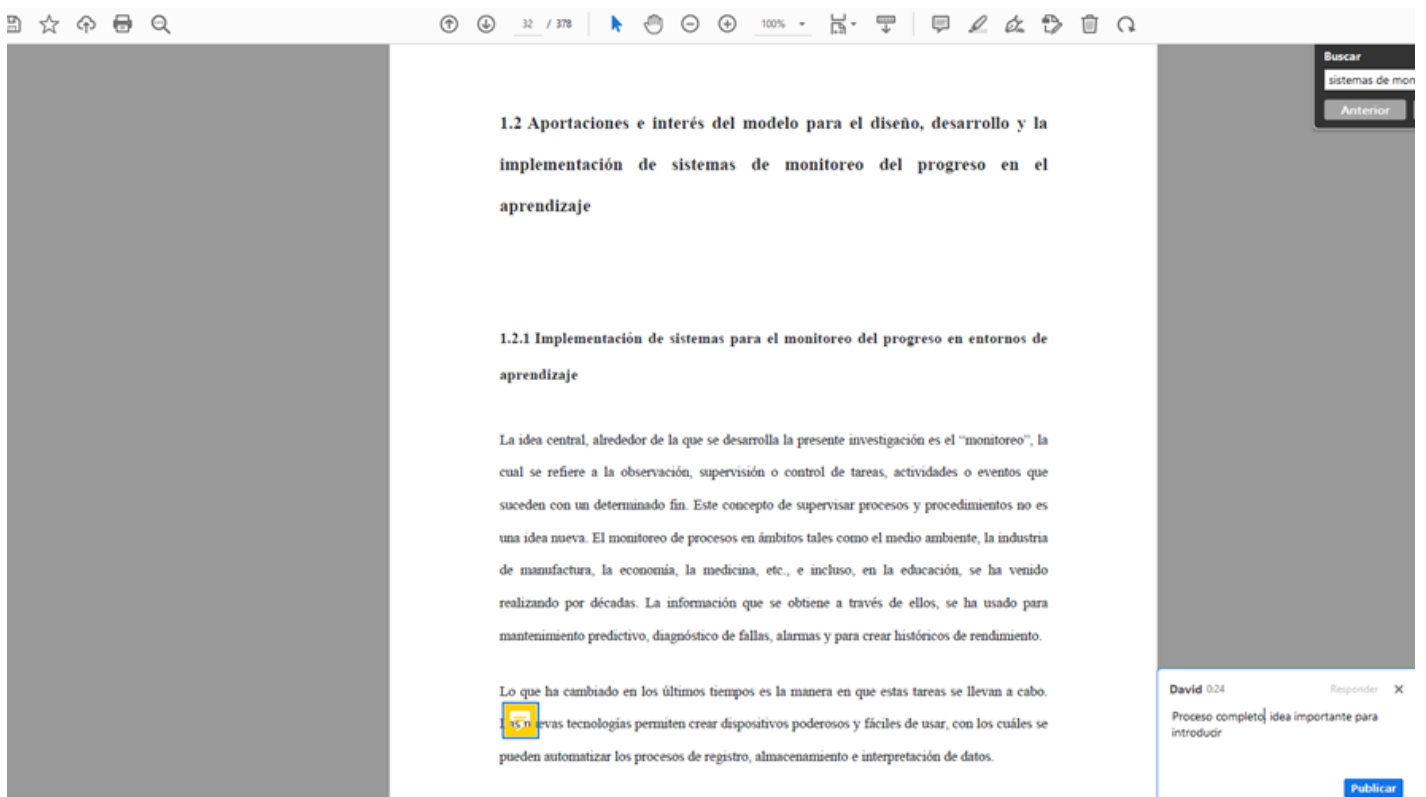 32 / 378
100%
Buscar
sistemas de mon
Anterior
1.2 Aportaciones e interés del modelo para el diseño, desarrollo y la
implementación de sistemas de monitoreo del progreso en el
aprendizaje
1.2.1 Implementación de sistemas para el monitoreo del progreso en entornos de
aprendizaje
La idea central, alrededor de la que se desarrolla la presente investigación es el “monitoreo”, la
cual se refiere a la observación, supervisión o control de tareas, actividades o eventos que
suceden con un determinado fin. Este concepto de supervisar procesos y procedimientos no es
una idea nueva. El monitoreo de procesos en ámbitos tales como el medio ambiente, la industria
de manufactura, la economía, la medicina, etc., e incluso, en la educación, se ha venido
realizando por décadas. La información que se obtiene a través de ellos, se ha usado para
mantenimiento predictivo, diagnóstico de fallas, alarmas y para crear históricos de rendimiento.
Lo que ha cambiado en los últimos tiempos es la manera en que estas tareas se llevan a cabo.
tecnologías permiten crear dispositivos poderosos y fáciles de usar, con los cuáles se
pueden automatizar los procesos de registro, almacenamiento e interpretación de datos.
David 0:24
Responder
Proceso completo, idea importante para
introducir
Publicar